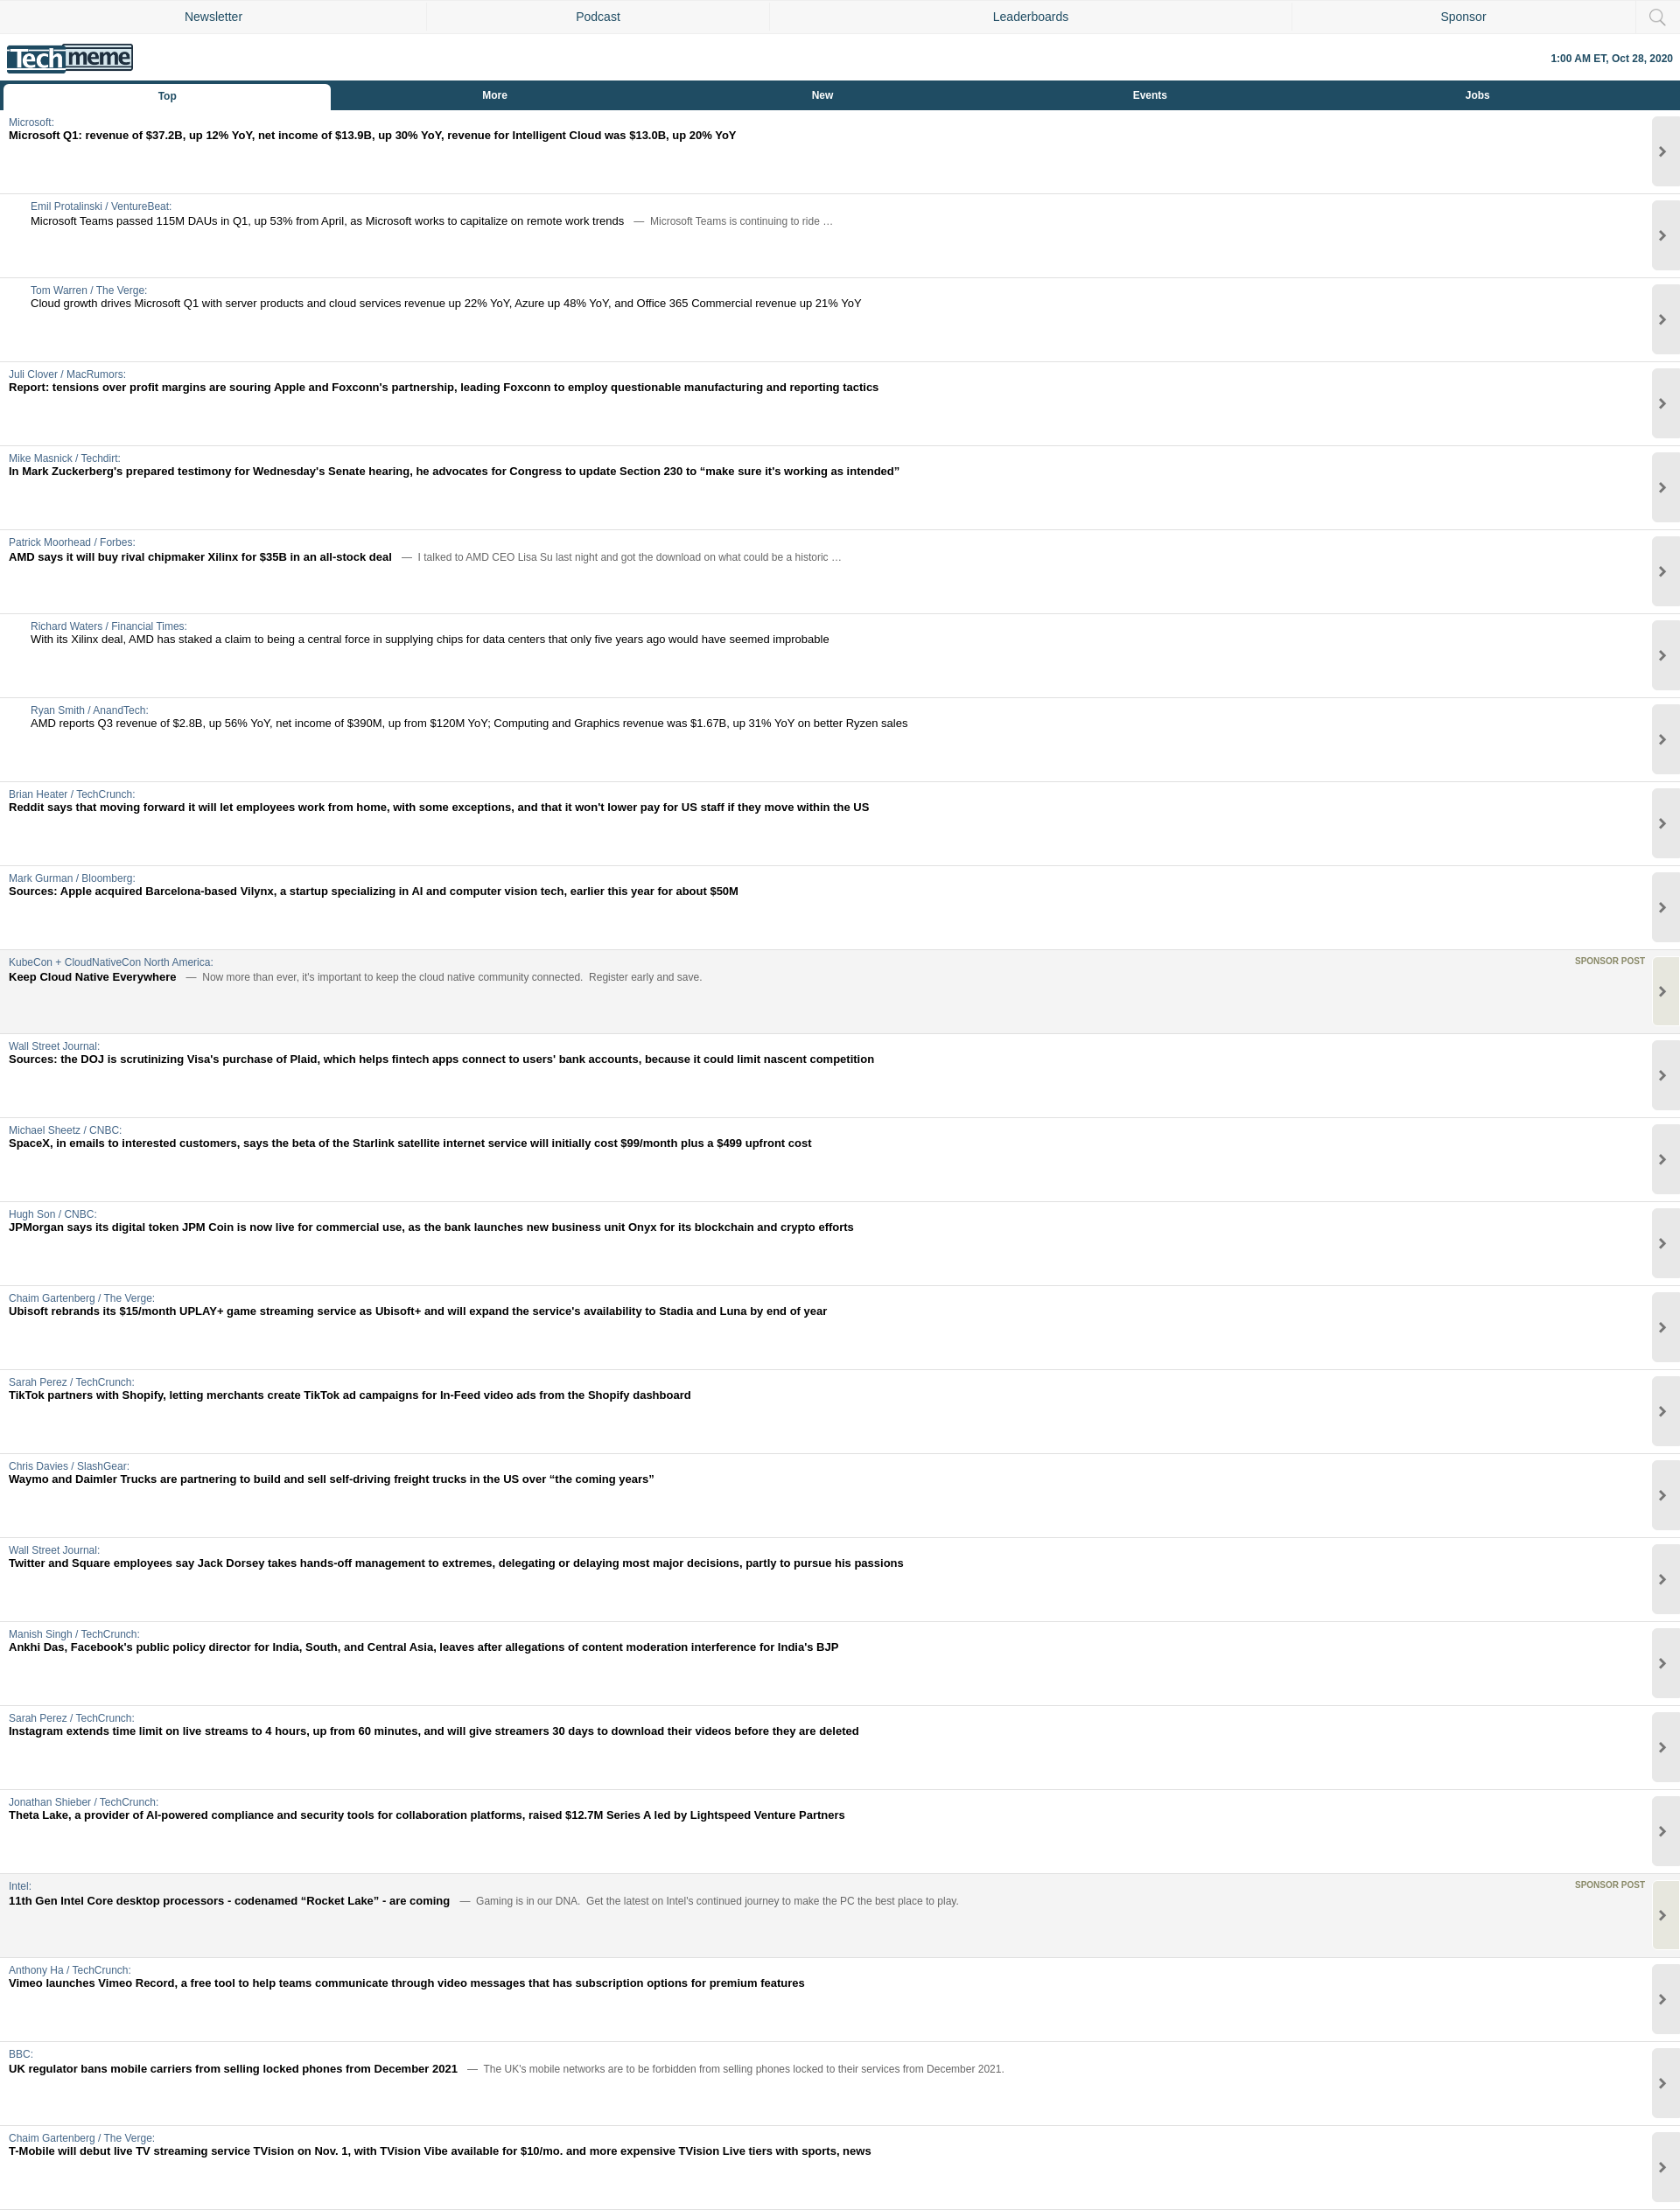 Newsletter
Podcast
Leaderboards
Sponsor
Techmeme
1:00 AM ET, Oct 28, 2020
Top
More
New
Events
Jobs
Microsoft:
Microsoft Q1: revenue of $37.2B, up 12% YoY, net income of $13.9B, up 30% YoY, revenue for Intelligent Cloud was $13.0B, up 20% YoY
Emil Protalinski / VentureBeat:
Microsoft Teams passed 115M DAUs in Q1, up 53% from April, as Microsoft works to capitalize on remote work trends — Microsoft Teams is continuing to ride …
Tom Warren / The Verge:
Cloud growth drives Microsoft Q1 with server products and cloud services revenue up 22% YoY, Azure up 48% YoY, and Office 365 Commercial revenue up 21% YoY
Juli Clover / MacRumors:
Report: tensions over profit margins are souring Apple and Foxconn's partnership, leading Foxconn to employ questionable manufacturing and reporting tactics
Mike Masnick / Techdirt:
In Mark Zuckerberg's prepared testimony for Wednesday's Senate hearing, he advocates for Congress to update Section 230 to “make sure it's working as intended”
Patrick Moorhead / Forbes:
AMD says it will buy rival chipmaker Xilinx for $35B in an all-stock deal — I talked to AMD CEO Lisa Su last night and got the download on what could be a historic …
Richard Waters / Financial Times:
With its Xilinx deal, AMD has staked a claim to being a central force in supplying chips for data centers that only five years ago would have seemed improbable
Ryan Smith / AnandTech:
AMD reports Q3 revenue of $2.8B, up 56% YoY, net income of $390M, up from $120M YoY; Computing and Graphics revenue was $1.67B, up 31% YoY on better Ryzen sales
Brian Heater / TechCrunch:
Reddit says that moving forward it will let employees work from home, with some exceptions, and that it won't lower pay for US staff if they move within the US
Mark Gurman / Bloomberg:
Sources: Apple acquired Barcelona-based Vilynx, a startup specializing in AI and computer vision tech, earlier this year for about $50M
KubeCon + CloudNativeCon North America:
SPONSOR POST
Keep Cloud Native Everywhere — Now more than ever, it's important to keep the cloud native community connected. Register early and save.
Wall Street Journal:
Sources: the DOJ is scrutinizing Visa's purchase of Plaid, which helps fintech apps connect to users' bank accounts, because it could limit nascent competition
Michael Sheetz / CNBC:
SpaceX, in emails to interested customers, says the beta of the Starlink satellite internet service will initially cost $99/month plus a $499 upfront cost
Hugh Son / CNBC:
JPMorgan says its digital token JPM Coin is now live for commercial use, as the bank launches new business unit Onyx for its blockchain and crypto efforts
Chaim Gartenberg / The Verge:
Ubisoft rebrands its $15/month UPLAY+ game streaming service as Ubisoft+ and will expand the service's availability to Stadia and Luna by end of year
Sarah Perez / TechCrunch:
TikTok partners with Shopify, letting merchants create TikTok ad campaigns for In-Feed video ads from the Shopify dashboard
Chris Davies / SlashGear:
Waymo and Daimler Trucks are partnering to build and sell self-driving freight trucks in the US over “the coming years”
Wall Street Journal:
Twitter and Square employees say Jack Dorsey takes hands-off management to extremes, delegating or delaying most major decisions, partly to pursue his passions
Manish Singh / TechCrunch:
Ankhi Das, Facebook's public policy director for India, South, and Central Asia, leaves after allegations of content moderation interference for India's BJP
Sarah Perez / TechCrunch:
Instagram extends time limit on live streams to 4 hours, up from 60 minutes, and will give streamers 30 days to download their videos before they are deleted
Jonathan Shieber / TechCrunch:
Theta Lake, a provider of AI-powered compliance and security tools for collaboration platforms, raised $12.7M Series A led by Lightspeed Venture Partners
Intel:
SPONSOR POST
11th Gen Intel Core desktop processors - codenamed “Rocket Lake” - are coming — Gaming is in our DNA. Get the latest on Intel's continued journey to make the PC the best place to play.
Anthony Ha / TechCrunch:
Vimeo launches Vimeo Record, a free tool to help teams communicate through video messages that has subscription options for premium features
BBC:
UK regulator bans mobile carriers from selling locked phones from December 2021 — The UK's mobile networks are to be forbidden from selling phones locked to their services from December 2021.
Chaim Gartenberg / The Verge:
T-Mobile will debut live TV streaming service TVision on Nov. 1, with TVision Vibe available for $10/mo. and more expensive TVision Live tiers with sports, news